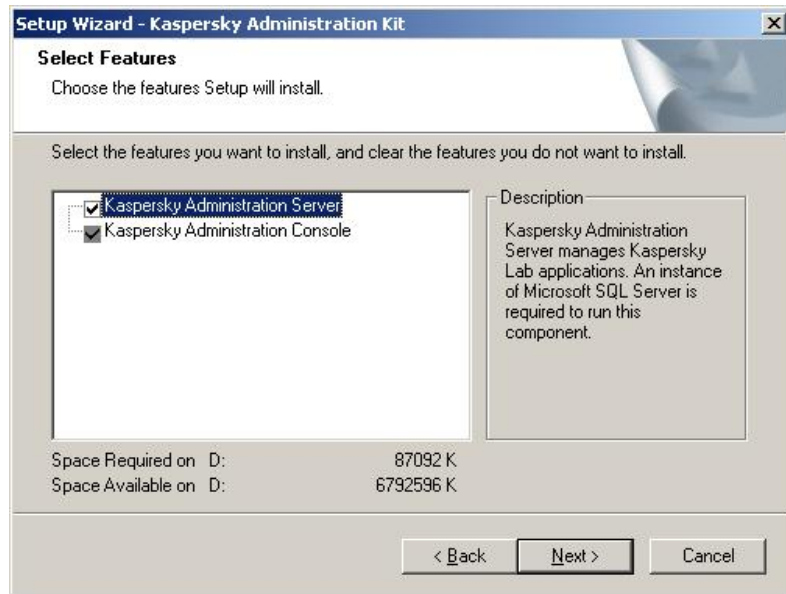 Setup Wizard - Kaspersky Administration Kit
Select Features
Choose the features Setup will install.
Select the features you want to install, and clear the features you do not want to install.
Kaspersky Administration Server
Kaspersky Administration Console
Description
Kaspersky Administration
Server manages Kaspersky
Lab applications. An instance
of Microsoft SQL Server is
required to run this
component.
Space Required on D: 87092 K
Space Available on D: 6792596 K
< Back Next > Cancel